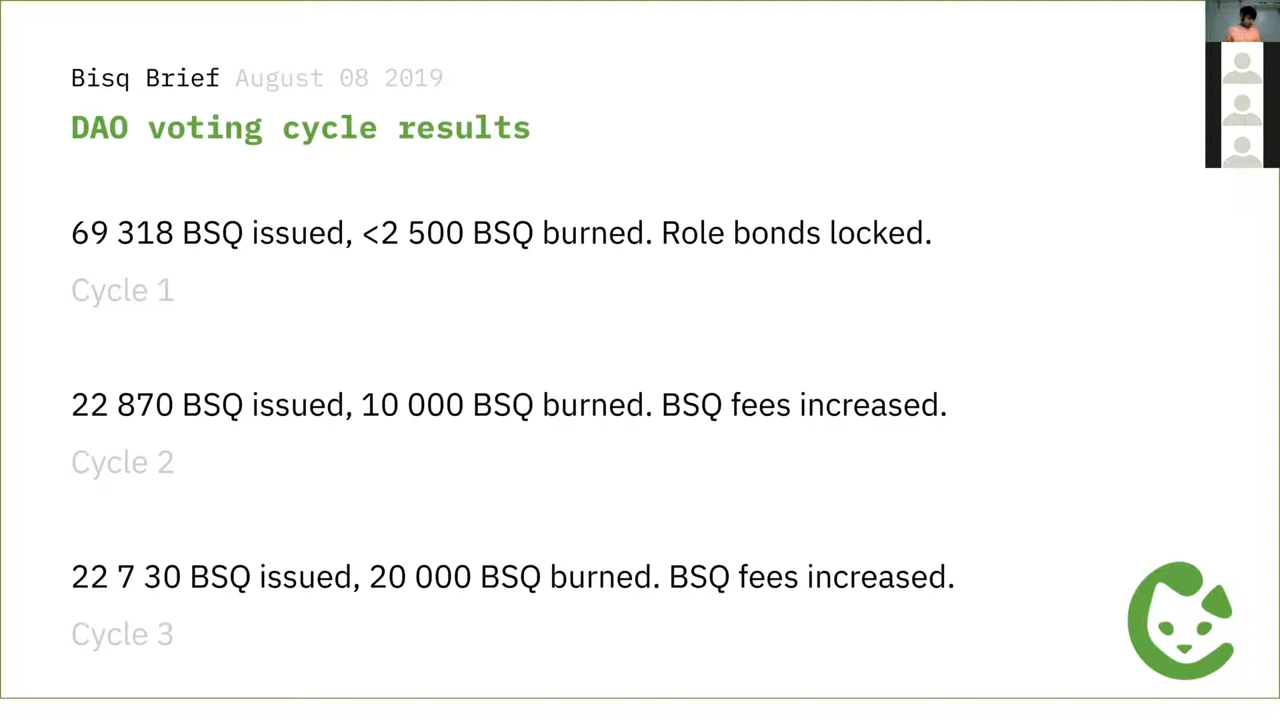 Bisq Brief August 08 2019
DAO voting cycle results
69 318 BSQ issued, <2 500 BSQ burned. Role bonds locked.
Cycle 1
22 870 BSQ issued, 10 000 BSQ burned. BSQ fees increased.
Cycle 2
22 7 30 BSQ issued, 20 000 BSQ burned. BSQ fees increased.
Cycle 3